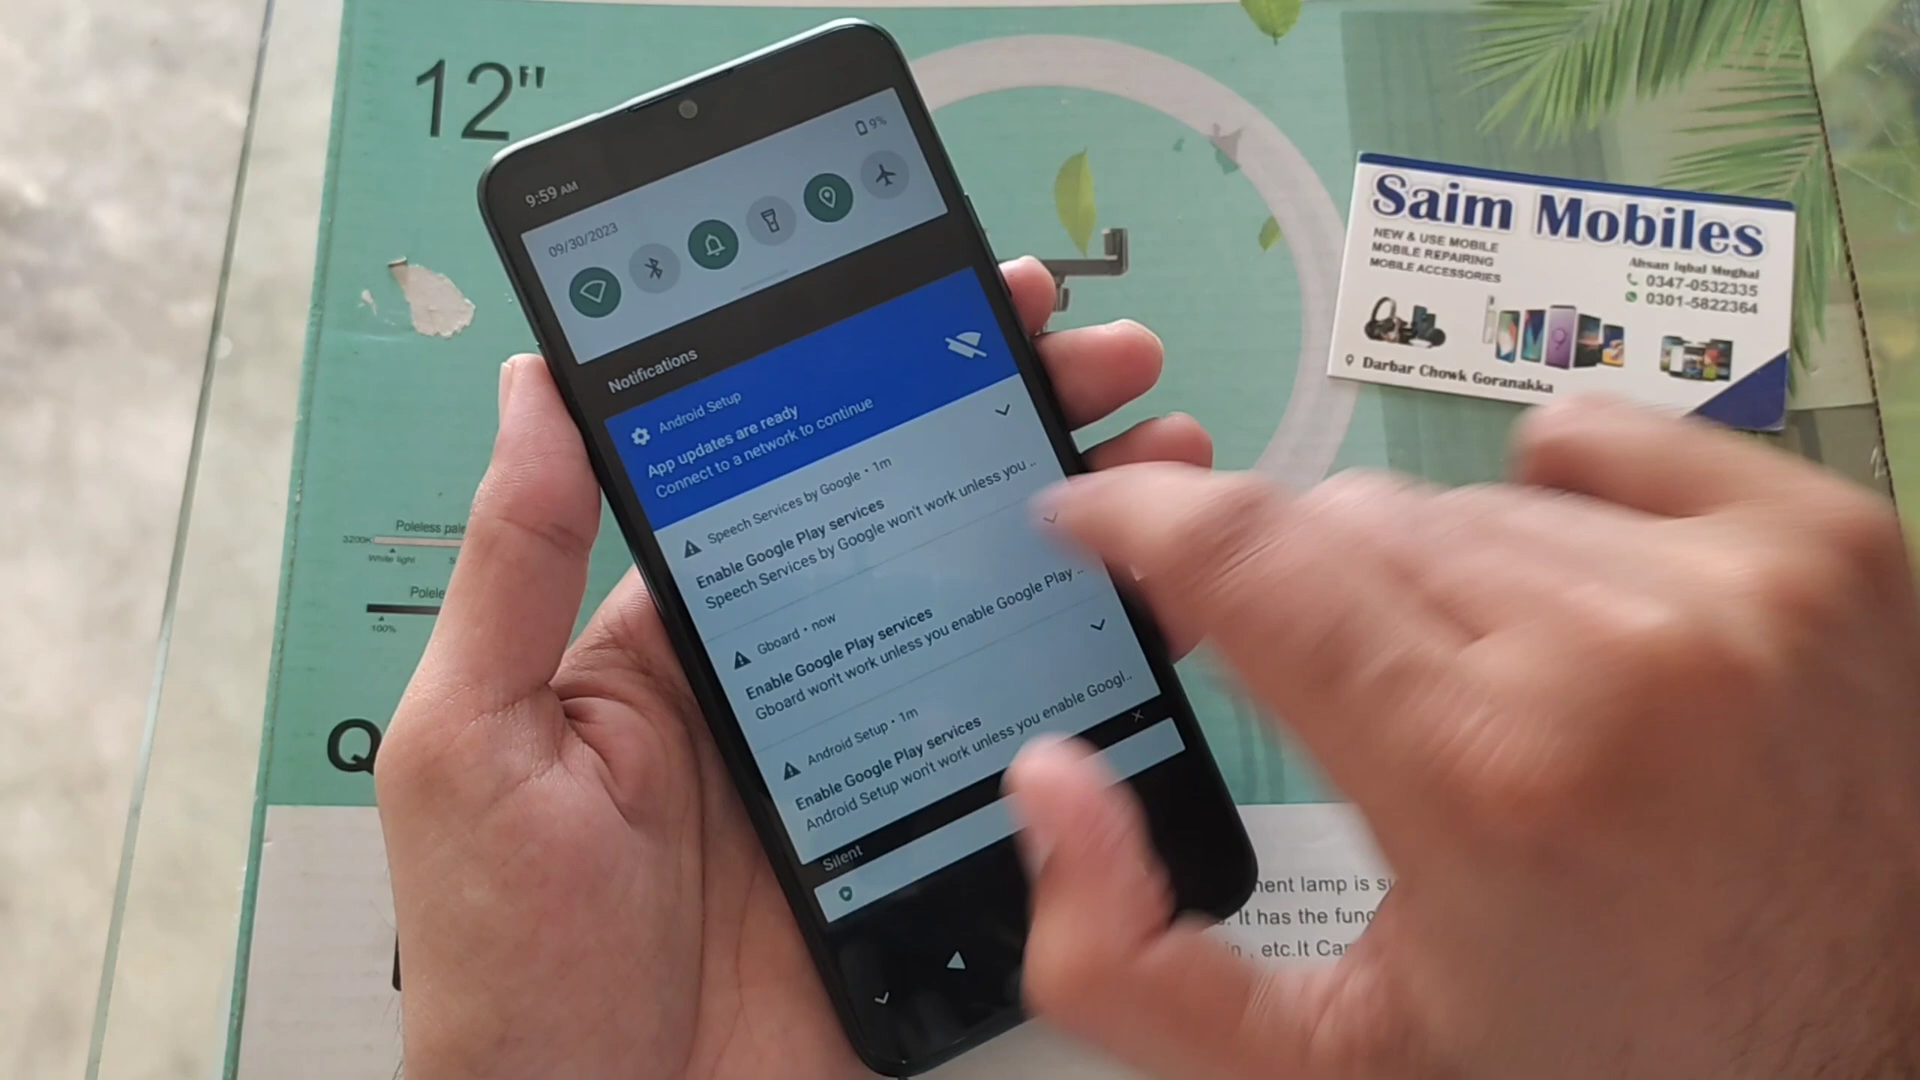 12"
9:59 AM
9%
09/30/2023
Notifications
Android Setup
App updates are ready
Connect to a network to continue
Speech Services by Google • 1m
Enable Google Play services
Speech Services by Google won't work unless you ..
Gboard • now
Enable Google Play services
Gboard won't work unless you enable Google Play ..
Android Setup • 1m
Enable Google Play services
Android Setup won't work unless you enable Googl..
Silent
Saim Mobiles
NEW & USE MOBILE
MOBILE REPAIRING
MOBILE ACCESSORIES
Ahsan Iqbal Mughal
0347-0532335
0301-5822364
Darbar Chowk Goranakka
Poleless
3200K
White light
100%
Q
lamp is
It has the
etc.It